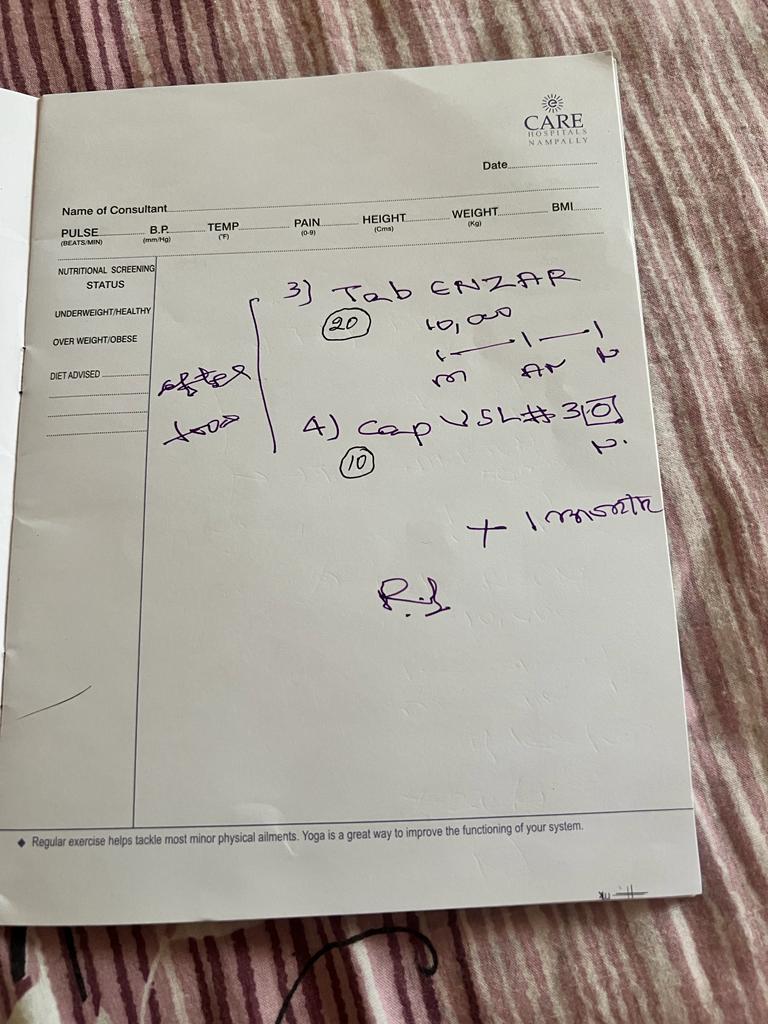 CARE
HOSPITALS
NAMPALLY
Date
Name of Consultant
PULSE B.P. TEMP PAIN HEIGHT WEIGHT BMI
(BEATS/MIN) (mm/Hg) (°F) (0-9) (Cms) (Kg)
NUTRITIONAL SCREENING
STATUS
UNDERWEIGHT/HEALTHY
OVER WEIGHT/OBESE
DIET ADVISED
3) Tab ENZAR
20 10,000
1 — 1 — 1
m AN N
after
food
4) Cap VSL#3 0
10 N.
+ 1 month
◆ Regular exercise helps tackle most minor physical ailments. Yoga is a great way to improve the functioning of your system.